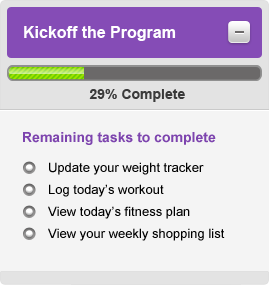 Kickoff the Program
29% Complete
Remaining tasks to complete
Update your weight tracker
Log today's workout
View today's fitness plan
View your weekly shopping list